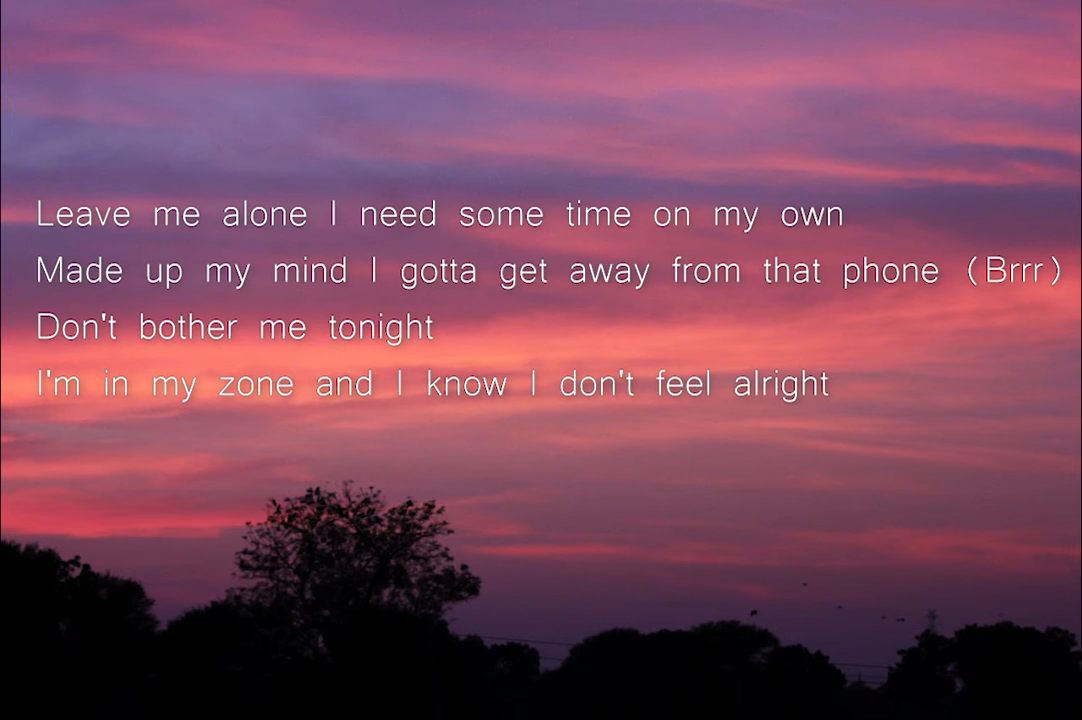 Leave me alone I need some time on my own
Made up my mind I gotta get away from that phone (Brrr)
Don't bother me tonight
I'm in my zone and I know I don't feel alright